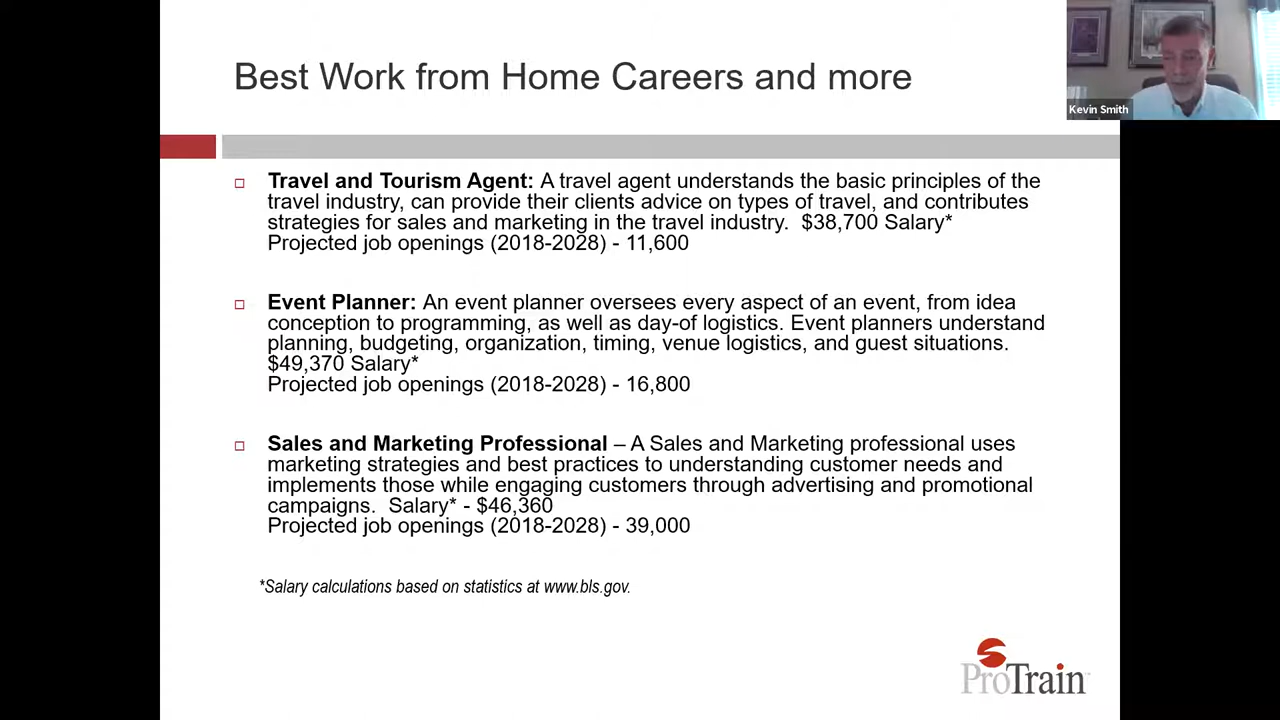 Best Work from Home Careers and more
Kevin Smith
Travel and Tourism Agent: A travel agent understands the basic principles of the
travel industry, can provide their clients advice on types of travel, and contributes
strategies for sales and marketing in the travel industry.  $38,700 Salary*
Projected job openings (2018-2028) - 11,600
Event Planner: An event planner oversees every aspect of an event, from idea
conception to programming, as well as day-of logistics. Event planners understand
planning, budgeting, organization, timing, venue logistics, and guest situations.
$49,370 Salary*
Projected job openings (2018-2028) - 16,800
Sales and Marketing Professional – A Sales and Marketing professional uses
marketing strategies and best practices to understanding customer needs and
implements those while engaging customers through advertising and promotional
campaigns.  Salary* - $46,360
Projected job openings (2018-2028) - 39,000
*Salary calculations based on statistics at www.bls.gov.
ProTrain